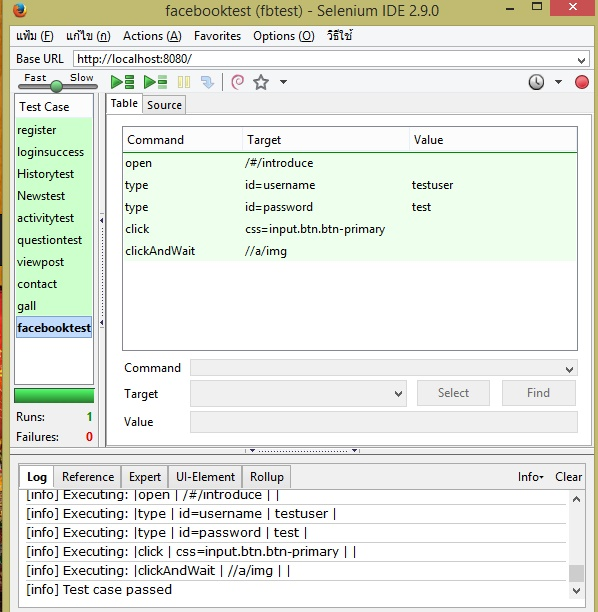 facebooktest (fbtest) - Selenium IDE 2.9.0
แฟ้ม (F) แก้ไข (n) Actions (A) Favorites Options (O) วิธีใช้
Base URL http://localhost:8080/
Fast Slow
Test Case
register
loginsuccess
Historytest
Newstest
activitytest
questiontest
viewpost
contact
gall
facebooktest
Runs: 1
Failures: 0
Table Source
Command Target Value
open /#/introduce
type id=username testuser
type id=password test
click css=input.btn.btn-primary
clickAndWait //a/img
Command
Target Select Find
Value
Log Reference Expert UI-Element Rollup Info Clear
[info] Executing: |open | /#/introduce | |
[info] Executing: |type | id=username | testuser |
[info] Executing: |type | id=password | test |
[info] Executing: |click | css=input.btn.btn-primary | |
[info] Executing: |clickAndWait | //a/img | |
[info] Test case passed